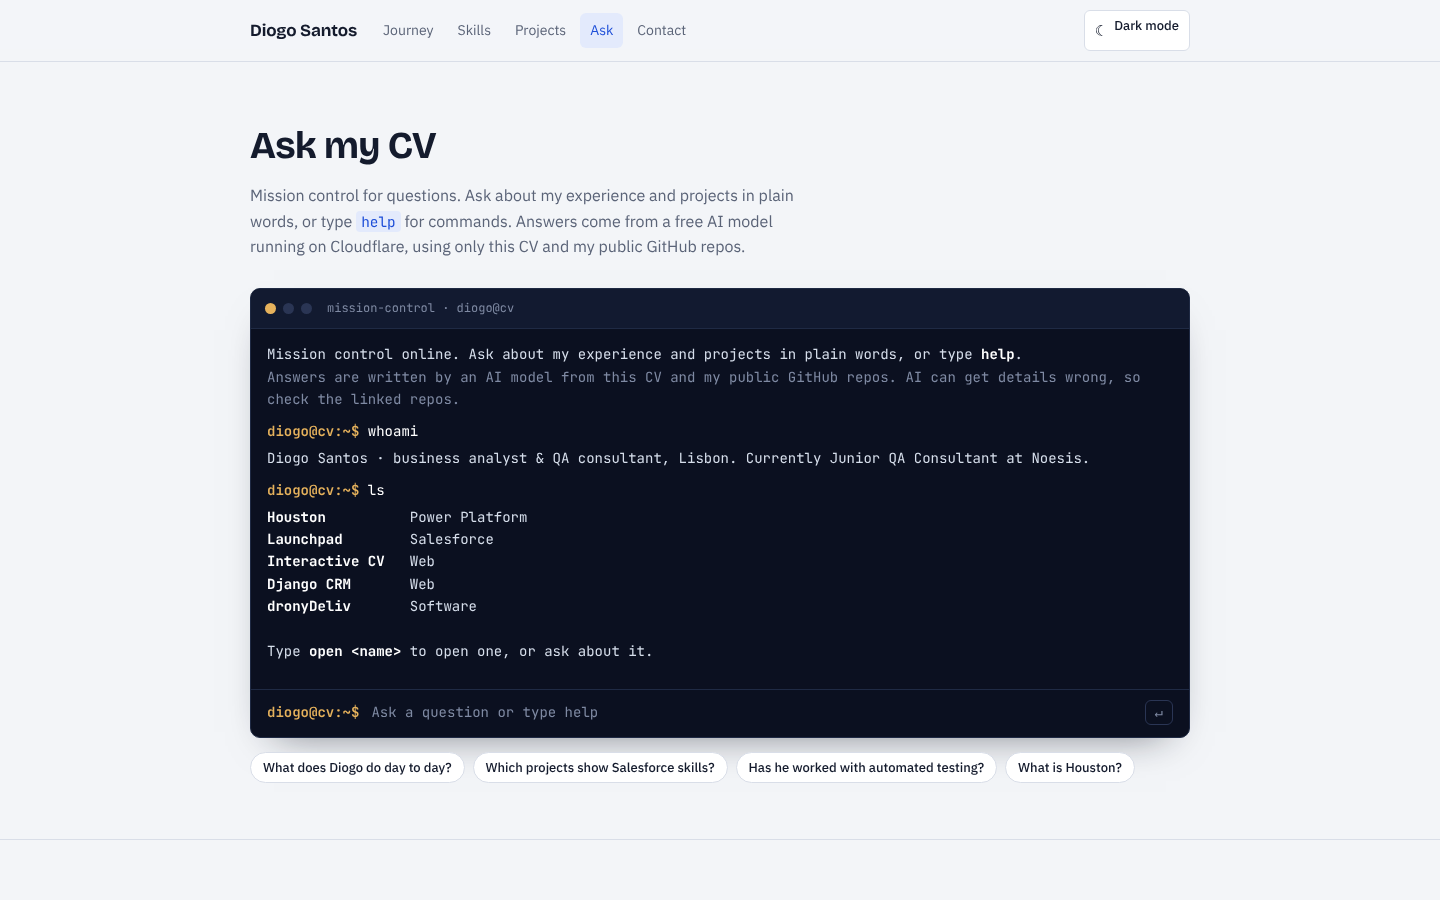 Diogo Santos Journey Skills Projects Ask Contact ☾ Dark mode
Ask my CV
Mission control for questions. Ask about my experience and projects in plain
words, or type help for commands. Answers come from a free AI model
running on Cloudflare, using only this CV and my public GitHub repos.
mission-control · diogo@cv
Mission control online. Ask about my experience and projects in plain words, or type help.
Answers are written by an AI model from this CV and my public GitHub repos. AI can get details wrong, so
check the linked repos.
diogo@cv:~$ whoami
Diogo Santos · business analyst & QA consultant, Lisbon. Currently Junior QA Consultant at Noesis.
diogo@cv:~$ ls
Houston Power Platform
Launchpad Salesforce
Interactive CV Web
Django CRM Web
dronyDeliv Software
Type open <name> to open one, or ask about it.
diogo@cv:~$ Ask a question or type help ↵
What does Diogo do day to day? Which projects show Salesforce skills? Has he worked with automated testing? What is Houston?